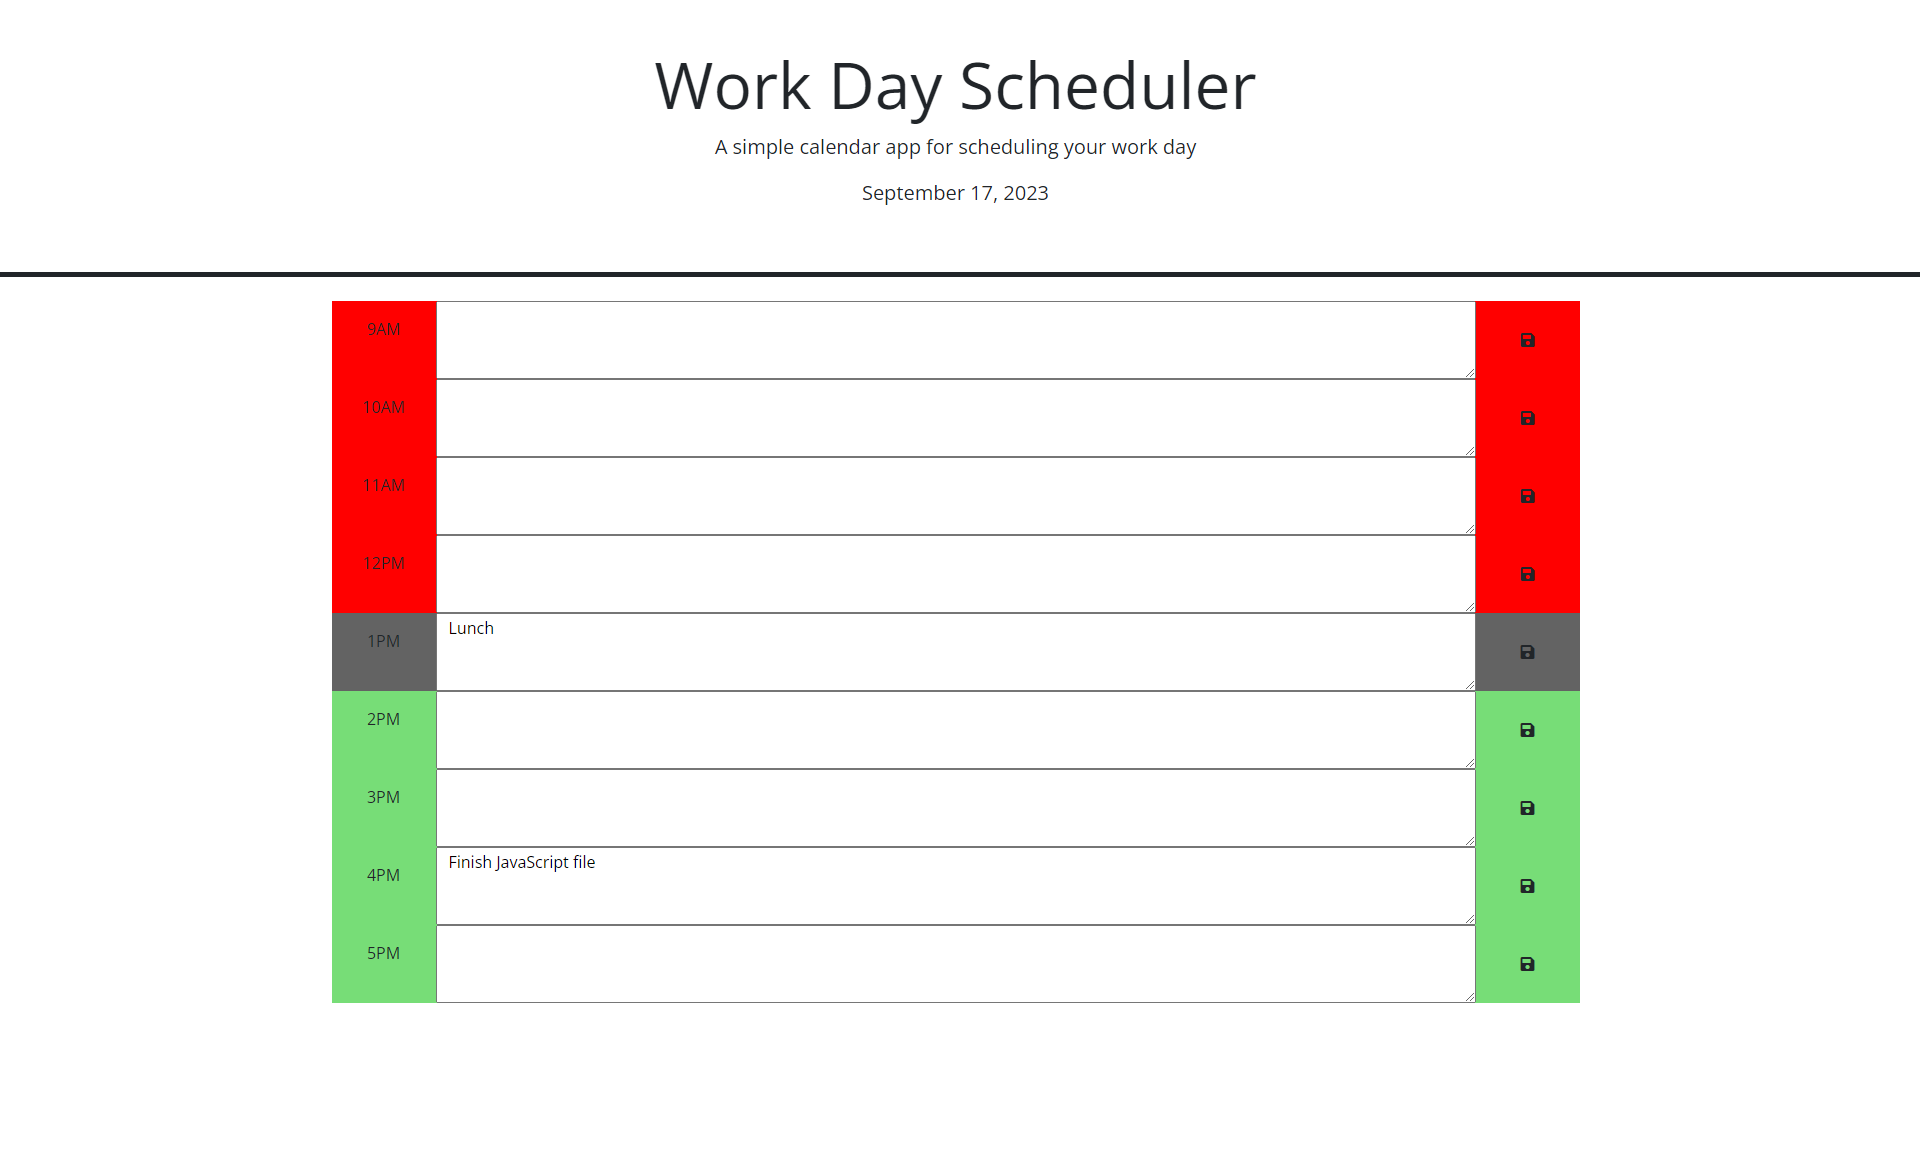 Work Day Scheduler
A simple calendar app for scheduling your work day
September 17, 2023
9AM
10AM
11AM
12PM
1PM
Lunch
2PM
3PM
4PM
Finish JavaScript file
5PM